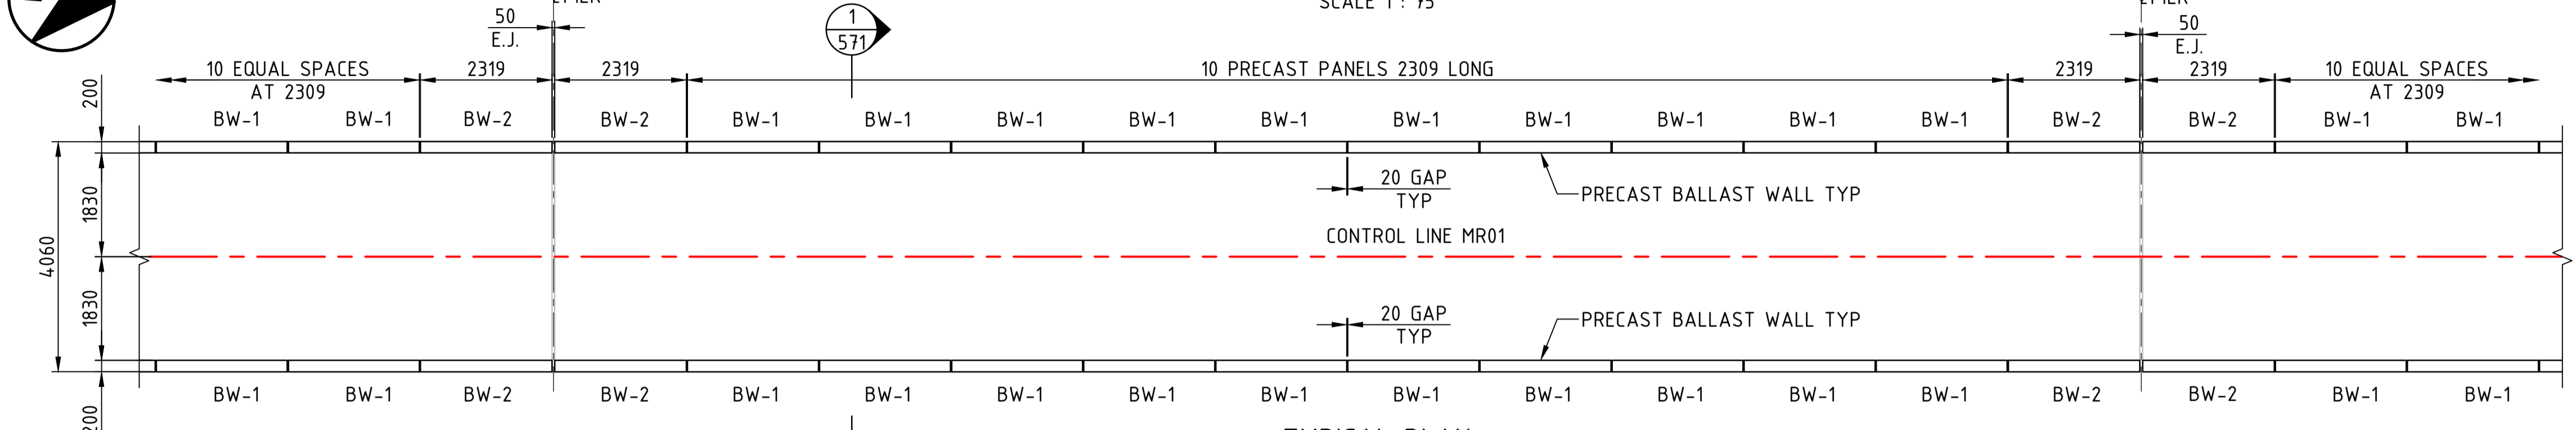 SCALE 1 : 75
50
E.J.
1
571
50
E.J.
10 EQUAL SPACES
AT 2309
2319
2319
10 PRECAST PANELS 2309 LONG
2319
2319
10 EQUAL SPACES
AT 2309
200
BW-1 BW-1 BW-2 BW-2 BW-1 BW-1 BW-1 BW-1 BW-1 BW-1 BW-1 BW-1 BW-1 BW-1 BW-2 BW-2 BW-1 BW-1
20 GAP
TYP
PRECAST BALLAST WALL TYP
1830
4060
CONTROL LINE MR01
1830
20 GAP
TYP
PRECAST BALLAST WALL TYP
BW-1 BW-1 BW-2 BW-2 BW-1 BW-1 BW-1 BW-1 BW-1 BW-1 BW-1 BW-1 BW-1 BW-1 BW-2 BW-2 BW-1 BW-1
200
TYPICAL PLAN